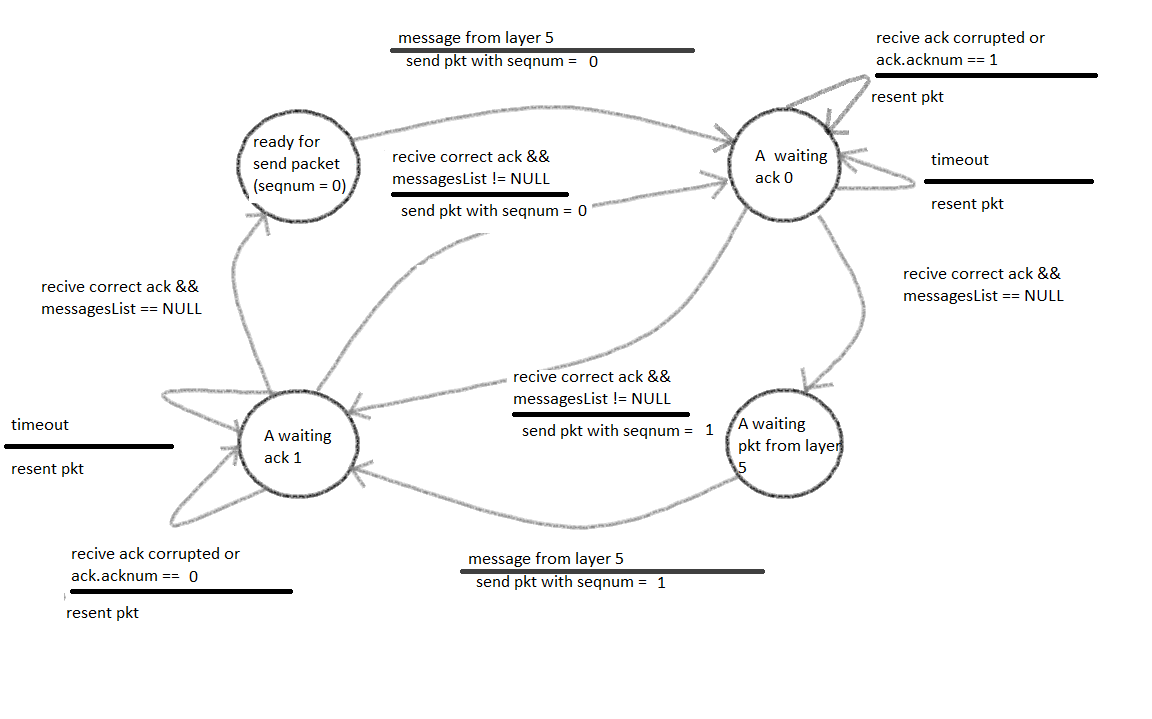 message from layer 5
send pkt with seqnum = 0
recive ack corrupted or
ack.acknum == 1
resent pkt
ready for
send packet
(seqnum = 0)
recive correct ack &&
messagesList != NULL
send pkt with seqnum = 0
A waiting
ack 0
timeout
resent pkt
recive correct ack &&
messagesList == NULL
recive correct ack &&
messagesList == NULL
recive correct ack &&
messagesList != NULL
send pkt with seqnum = 1
timeout
resent pkt
A waiting
ack 1
A waiting
pkt from layer
5
recive ack corrupted or
ack.acknum == 0
resent pkt
message from layer 5
send pkt with seqnum = 1